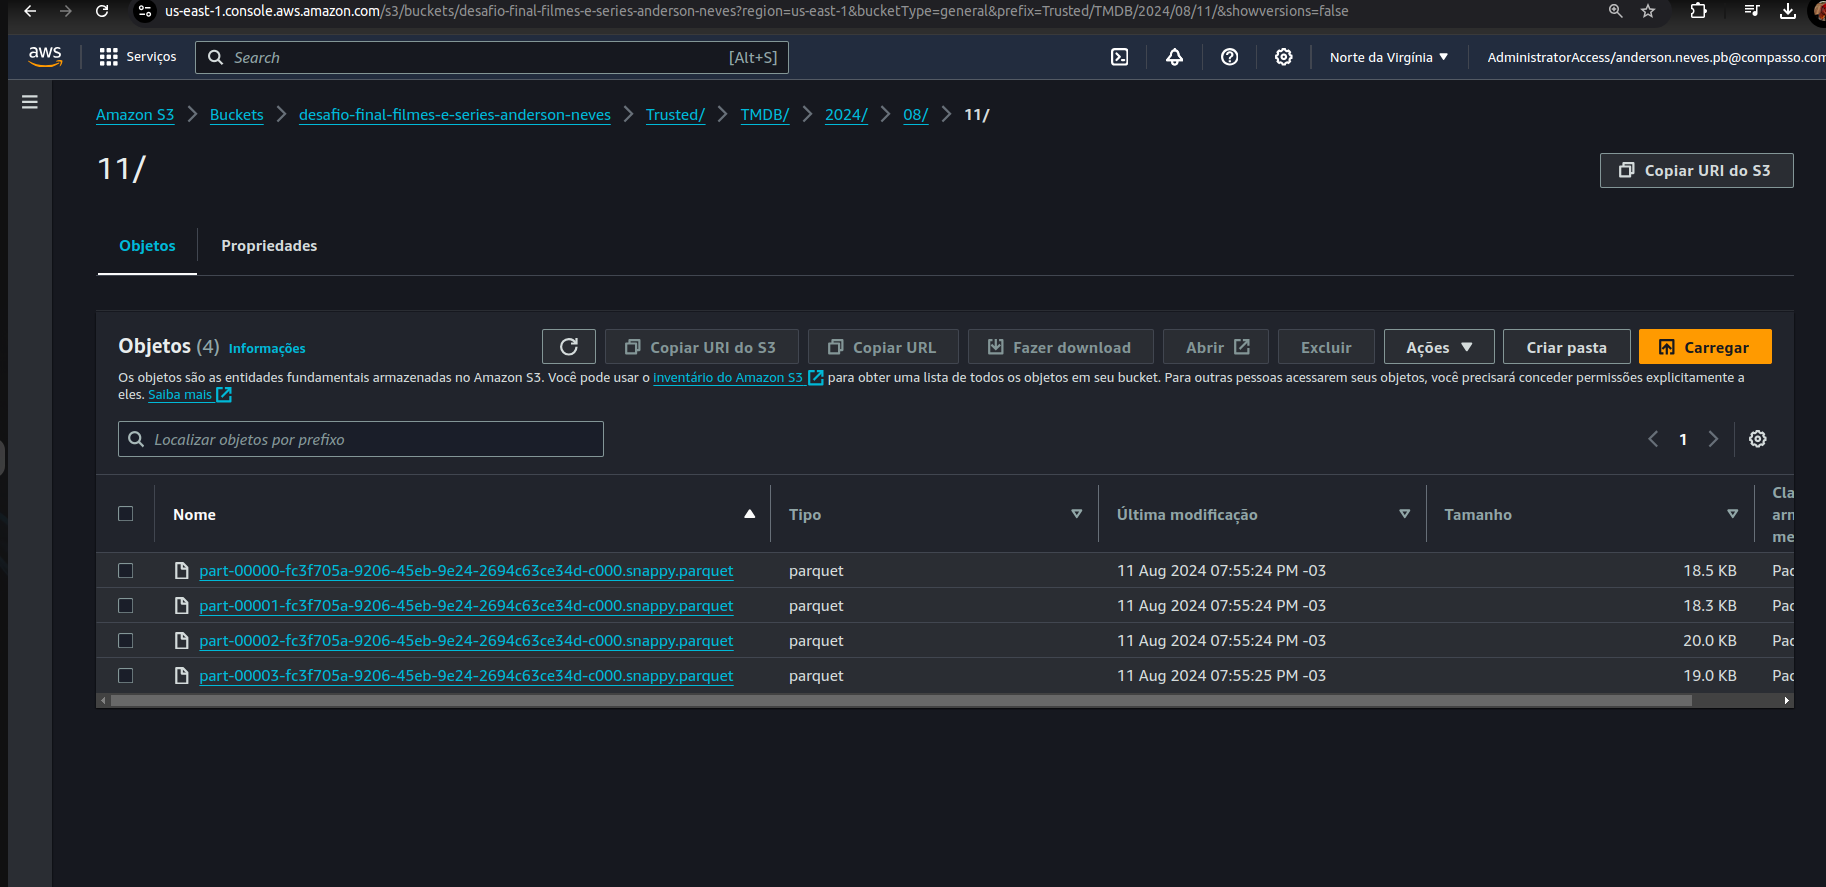 us-east-1.console.aws.amazon.com/s3/buckets/desafio-final-filmes-e-series-anderson-neves?region=us-east-1&bucketType=general&prefix=Trusted/TMDB/2024/08/11/&showversions=false
aws Serviços Search [Alt+S] Norte da Virgínia AdministratorAccess/anderson.neves.pb@compasso.com
Amazon S3 Buckets desafio-final-filmes-e-series-anderson-neves Trusted/ TMDB/ 2024/ 08/ 11/
11/
Copiar URI do S3
Objetos Propriedades
Objetos (4) Informações Copiar URI do S3 Copiar URL Fazer download Abrir Excluir Ações Criar pasta Carregar
Os objetos são as entidades fundamentais armazenadas no Amazon S3. Você pode usar o Inventário do Amazon S3 para obter uma lista de todos os objetos em seu bucket. Para outras pessoas acessarem seus objetos, você precisará conceder permissões explicitamente a
eles. Saiba mais
Localizar objetos por prefixo 1
Nome Tipo Última modificação Tamanho
Cla
arn
me
part-00000-fc3f705a-9206-45eb-9e24-2694c63ce34d-c000.snappy.parquet parquet 11 Aug 2024 07:55:24 PM -03 18.5 KB Pac
part-00001-fc3f705a-9206-45eb-9e24-2694c63ce34d-c000.snappy.parquet parquet 11 Aug 2024 07:55:24 PM -03 18.3 KB Pac
part-00002-fc3f705a-9206-45eb-9e24-2694c63ce34d-c000.snappy.parquet parquet 11 Aug 2024 07:55:24 PM -03 20.0 KB Pac
part-00003-fc3f705a-9206-45eb-9e24-2694c63ce34d-c000.snappy.parquet parquet 11 Aug 2024 07:55:25 PM -03 19.0 KB Pac